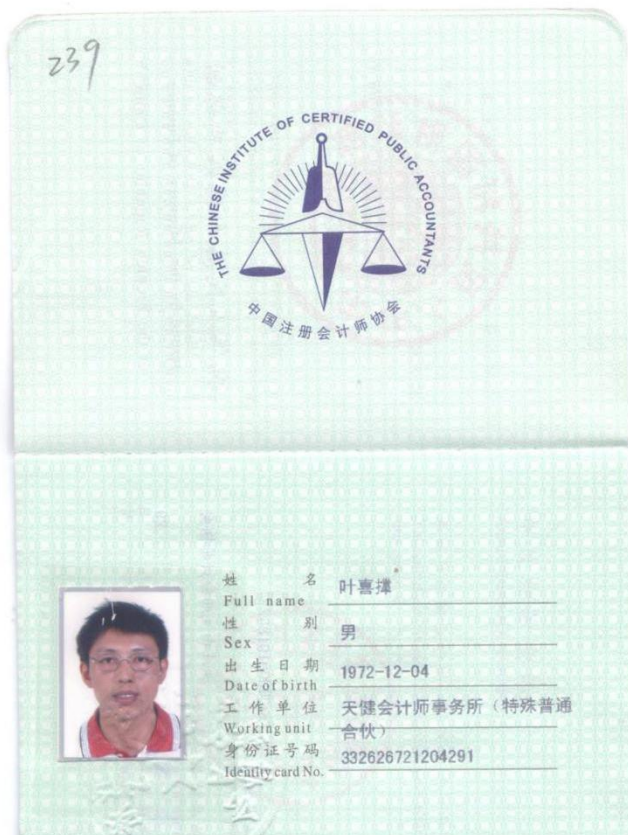 239
THE CHINESE INSTITUTE OF CERTIFIED PUBLIC ACCOUNTANTS
中国注册会计师协会
姓 名 叶喜撑
Full name
性 别 男
Sex
出生日期 1972-12-04
Date of birth
工作单位 天健会计师事务所（特殊普通
Working unit 合伙）
身份证号码 332626721204291
Identity card No.